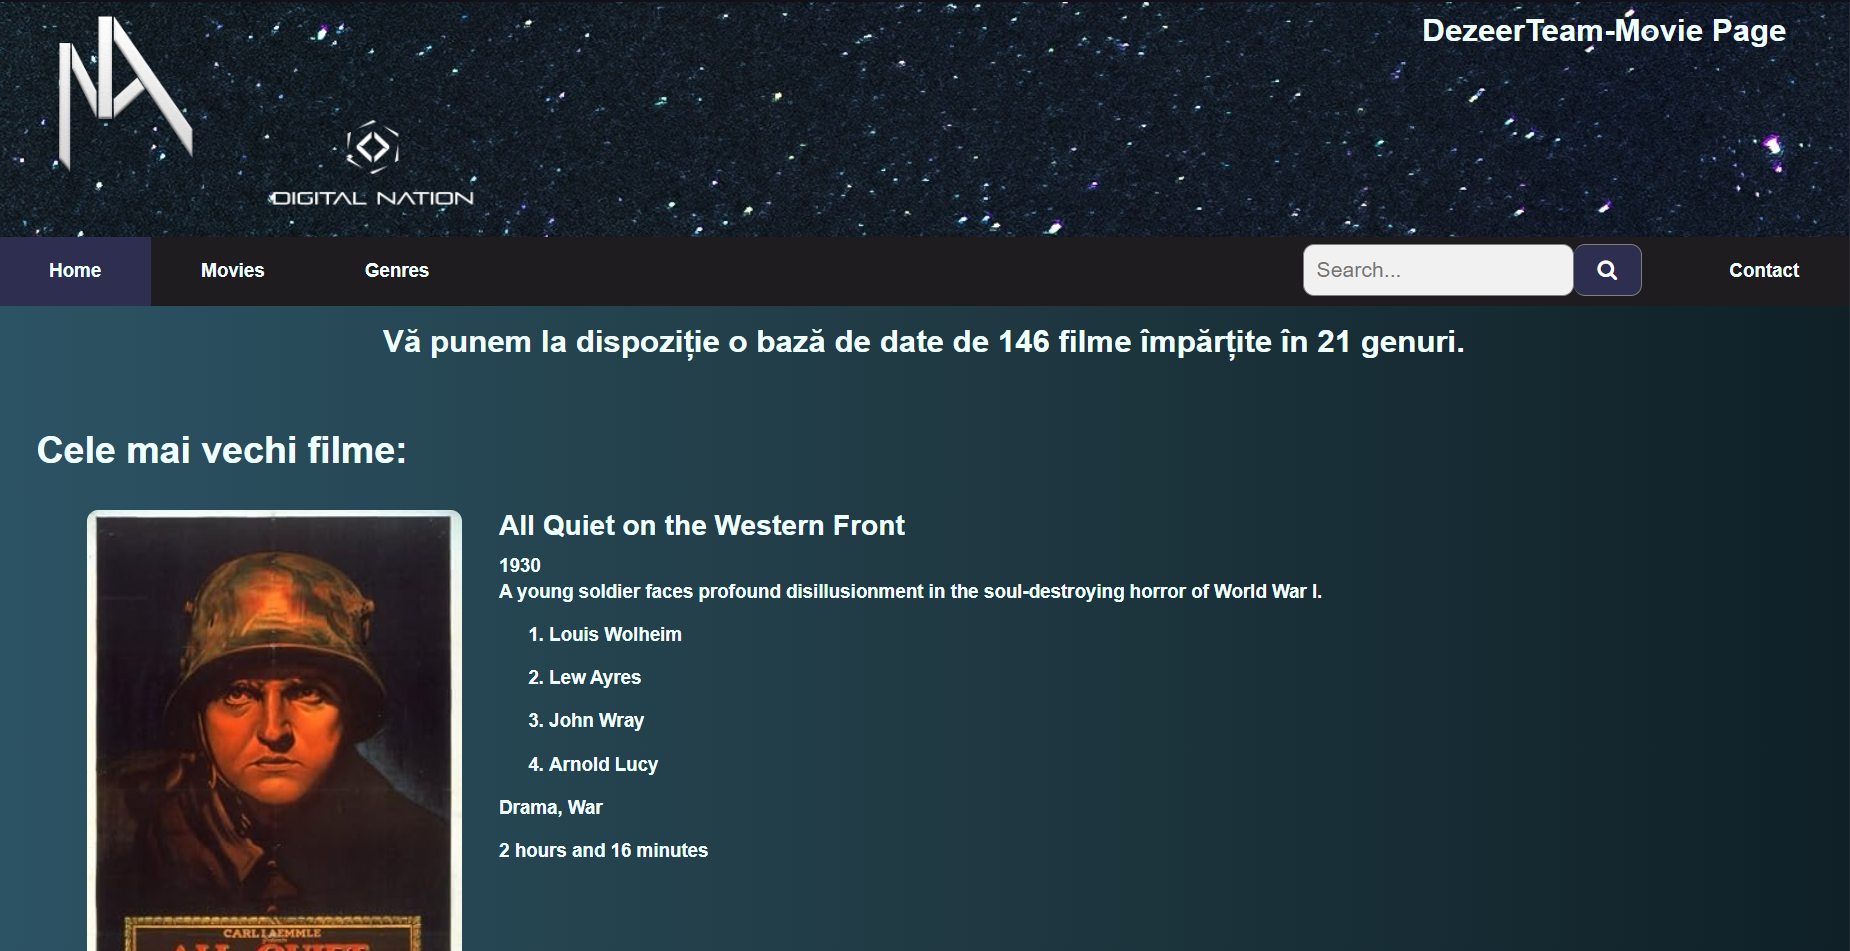 DezeerTeam-Movie Page
DIGITAL NATION
Home
Movies
Genres
Search...
Contact
Vă punem la dispoziție o bază de date de 146 filme împărțite în 21 genuri.
Cele mai vechi filme:
All Quiet on the Western Front
1930
A young soldier faces profound disillusionment in the soul-destroying horror of World War I.
1. Louis Wolheim
2. Lew Ayres
3. John Wray
4. Arnold Lucy
Drama, War
2 hours and 16 minutes
CARL LAEMMLE
ALL QUIET